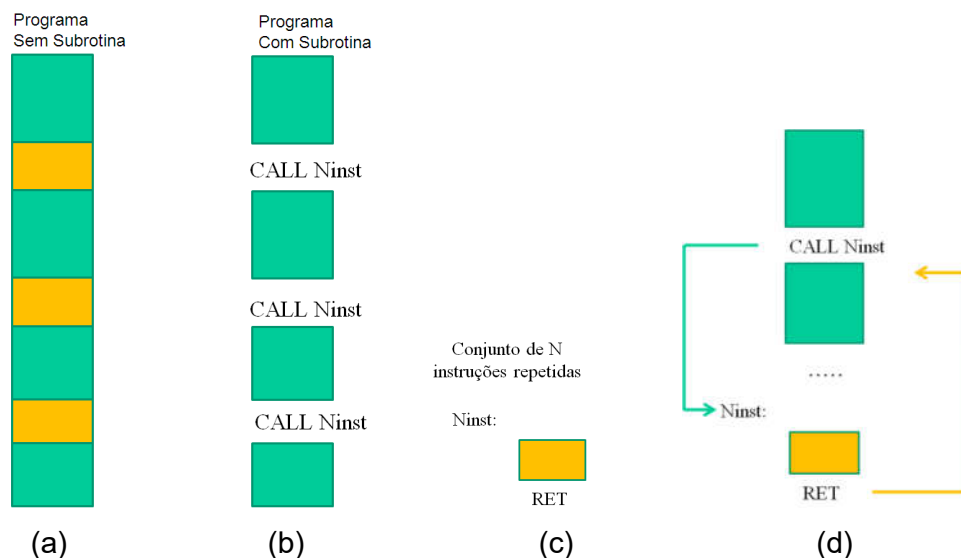 Programa
Sem Subrotina
Programa
Com Subrotina
CALL Ninst
CALL Ninst
CALL Ninst
Conjunto de N
instruções repetidas
Ninst:
RET
CALL Ninst
.....
Ninst:
RET
(a)
(b)
(c)
(d)